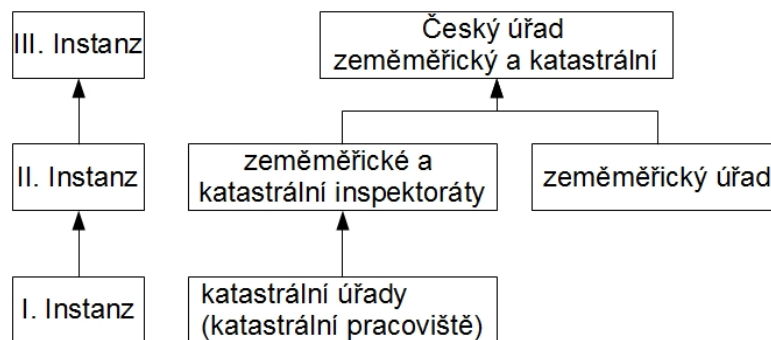 III. Instanz
Český úřad
zeměměřický a katastrální
II. Instanz
zeměměřické a
katastrální inspektoráty
zeměměřický úřad
I. Instanz
katastrální úřady
(katastrální pracoviště)